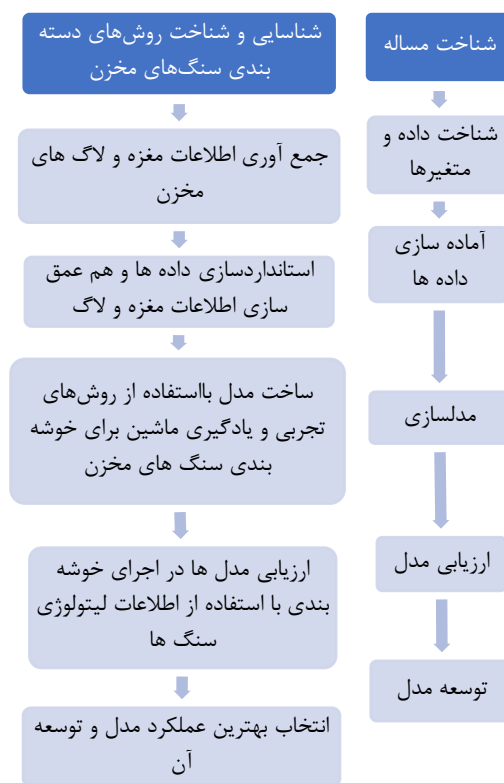 شناخت مساله
شناخت داده و
متغیرها
آماده سازی
داده ها
مدلسازی
ارزیابی مدل
توسعه مدل
شناسایی و شناخت روش‌های دسته
بندی سنگ‌های مخزن
جمع آوری اطلاعات مغزه و لاگ های
مخزن
استانداردسازی داده ها و هم عمق
سازی اطلاعات مغزه و لاگ
ساخت مدل بااستفاده از روش‌های
تجربی و یادگیری ماشین برای خوشه
بندی سنگ های مخزن
ارزیابی مدل ها در اجرای خوشه
بندی با استفاده از اطلاعات لیتولوژی
سنگ ها
انتخاب بهترین عملکرد مدل و توسعه
آن